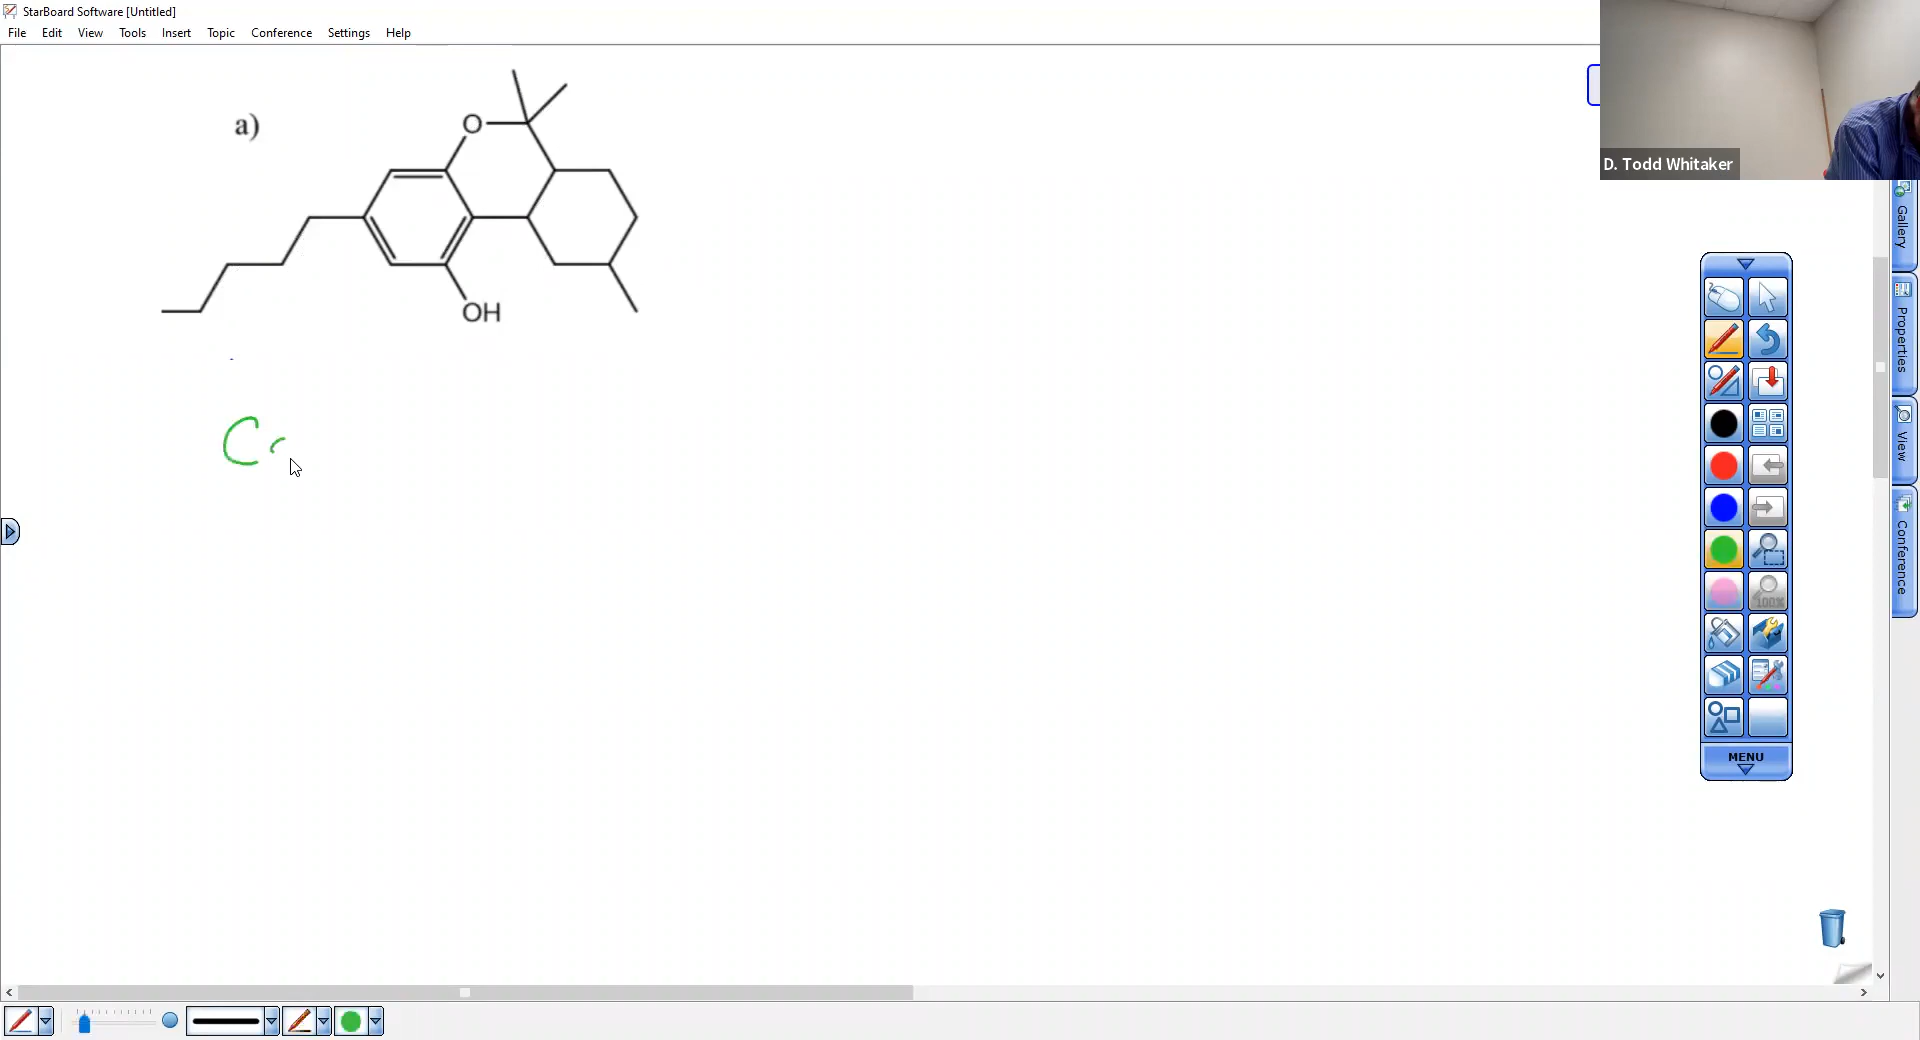 StarBoard Software [Untitled]
File Edit View Tools Insert Topic Conference Settings Help
D. Todd Whitaker
a)
O
OH
C
Gallery
Properties
View
Conference
100%
MENU